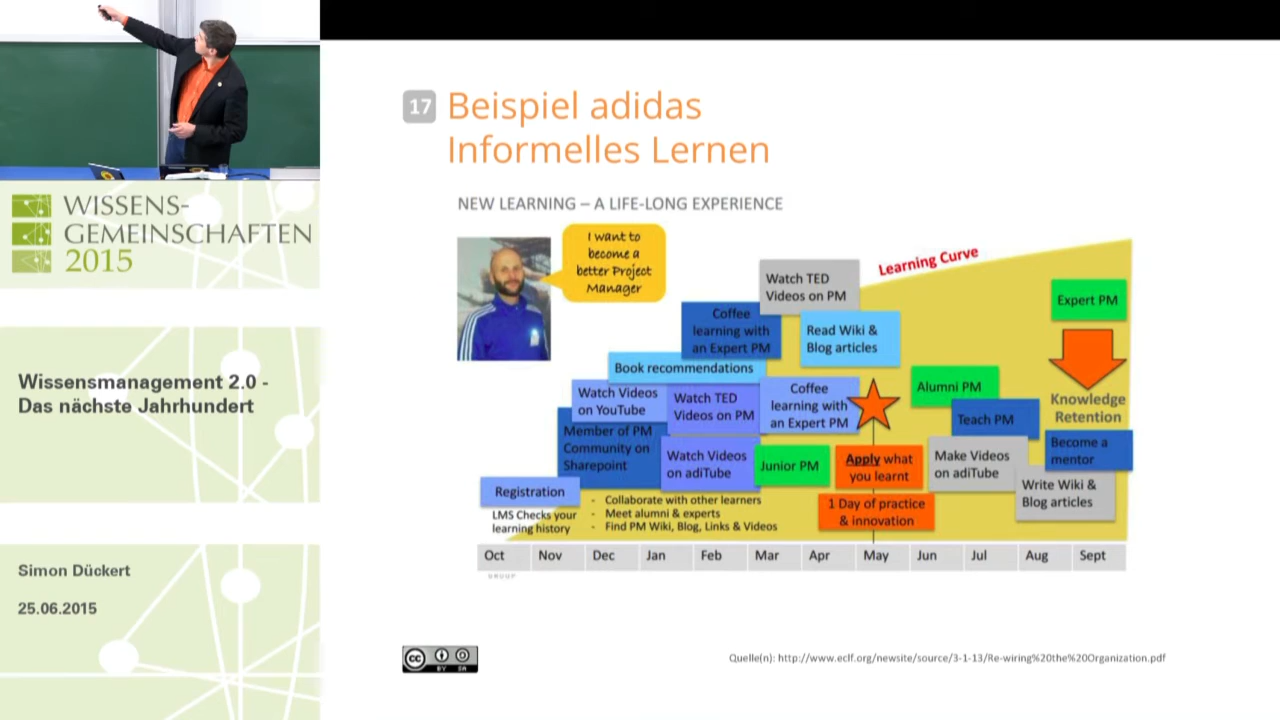 WISSENS-
GEMEINSCHAFTEN
2015
Wissensmanagement 2.0 -
Das nächste Jahrhundert
Simon Dückert
25.06.2015
17
Beispiel adidas
Informelles Lernen
NEW LEARNING – A LIFE-LONG EXPERIENCE
I want to
become a
better Project
Manager
Learning Curve
Watch TED
Videos on PM
Expert PM
Coffee
learning with
an Expert PM
Read Wiki &
Blog articles
Book recommendations
Watch Videos
on YouTube
Watch TED
Videos on PM
Coffee
learning with
an Expert PM
Alumni PM
Knowledge
Retention
Teach PM
Member of PM
Community on
Sharepoint
Watch Videos
on adiTube
Junior PM
Apply what
you learnt
Make Videos
on adiTube
Become a
mentor
Registration
Write Wiki &
Blog articles
LMS Checks your
learning history
- Collaborate with other learners
- Meet alumni & experts
- Find PM Wiki, Blog, Links & Videos
1 Day of practice
& innovation
Oct Nov Dec Jan Feb Mar Apr May Jun Jul Aug Sept
GROUP
cc BY SA
Quelle(n): http://www.eclf.org/newsite/source/3-1-13/Re-wiring%20the%20Organization.pdf